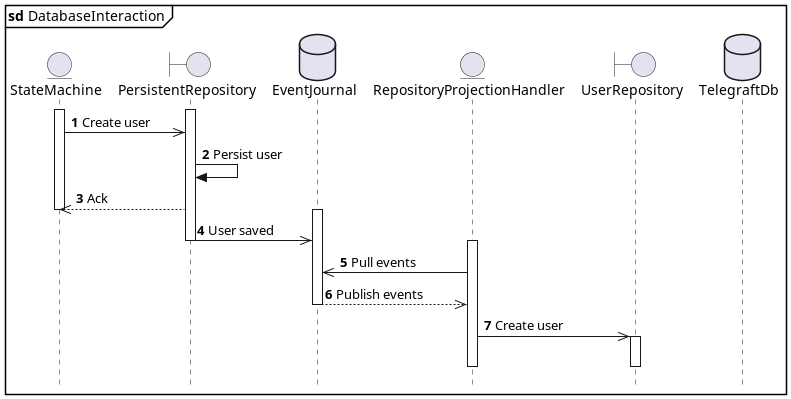 sd DatabaseInteraction
StateMachine
PersistentRepository
EventJournal
RepositoryProjectionHandler
UserRepository
TelegraftDb
1 Create user
2 Persist user
3 Ack
4 User saved
5 Pull events
6 Publish events
7 Create user